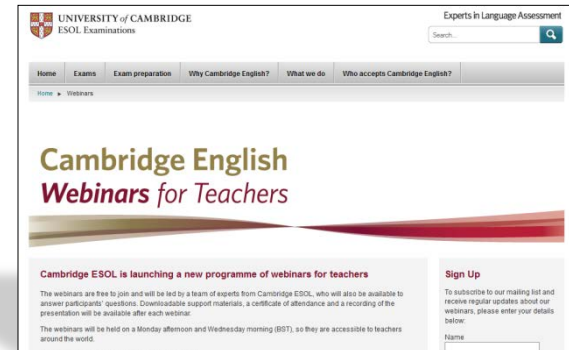 UNIVERSITY of CAMBRIDGE
ESOL Examinations
Experts in Language Assessment
Search...
Home Exams Exam preparation Why Cambridge English? What we do Who accepts Cambridge English?
Home ▸ Webinars
Cambridge English
Webinars for Teachers
Cambridge ESOL is launching a new programme of webinars for teachers
The webinars are free to join and will be led by a team of experts from Cambridge ESOL, who will also be available to
answer participants' questions. Downloadable support materials, a certificate of attendance and a recording of the
presentation will be available after each webinar.
The webinars will be held on a Monday afternoon and Wednesday morning (BST), so they are accessible to teachers
around the world.
Sign Up
To subscribe to our mailing list and
receive regular updates about our
webinars, please enter your details
below:
Name